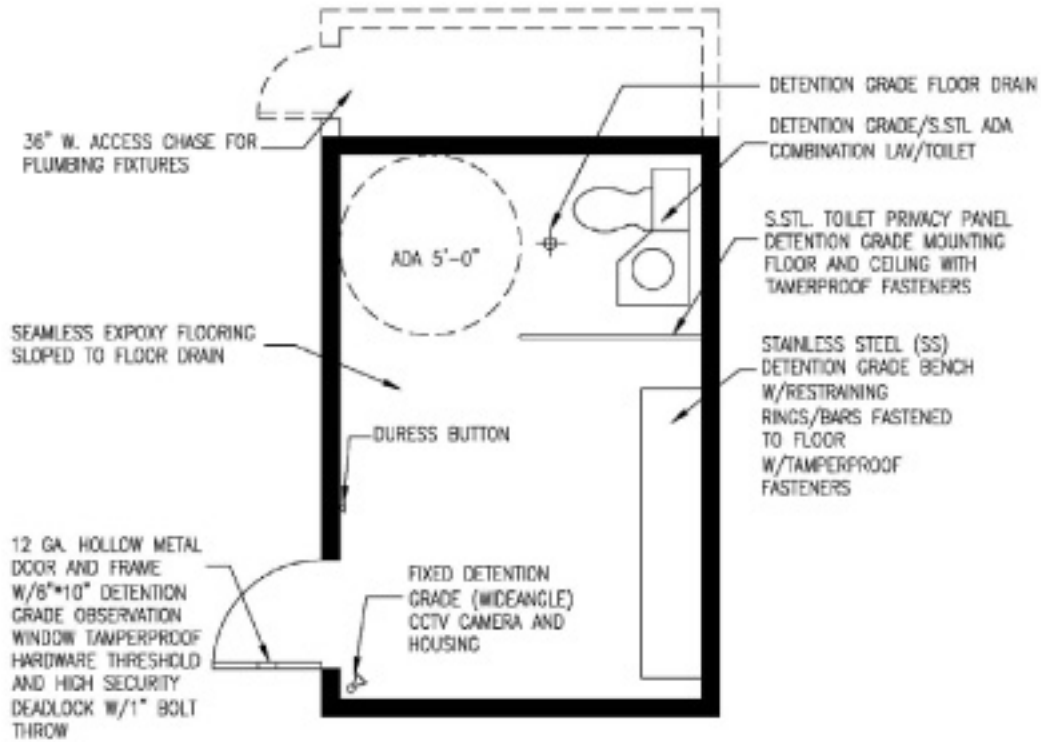 36" W. ACCESS CHASE FOR
PLUMBING FIXTURES
DETENTION GRADE FLOOR DRAIN
DETENTION GRADE/S.STL ADA
COMBINATION LAV/TOILET
S.STL. TOILET PRIVACY PANEL
DETENTION GRADE MOUNTING
FLOOR AND CEILING WITH
TAMERPROOF FASTENERS
ADA 5'-0"
SEAMLESS EXPOXY FLOORING
SLOPED TO FLOOR DRAIN
STAINLESS STEEL (SS)
DETENTION GRADE BENCH
W/RESTRAINING
RINGS/BARS FASTENED
TO FLOOR
W/TAMPERPROOF
FASTENERS
DURESS BUTTON
12 GA. HOLLOW METAL
DOOR AND FRAME
W/6"*10" DETENTION
GRADE OBSERVATION
WINDOW TAMPERPROOF
HARDWARE THRESHOLD
AND HIGH SECURITY
DEADLOCK W/1" BOLT
THROW
FIXED DETENTION
GRADE (WIDEANGLE)
CCTV CAMERA AND
HOUSING